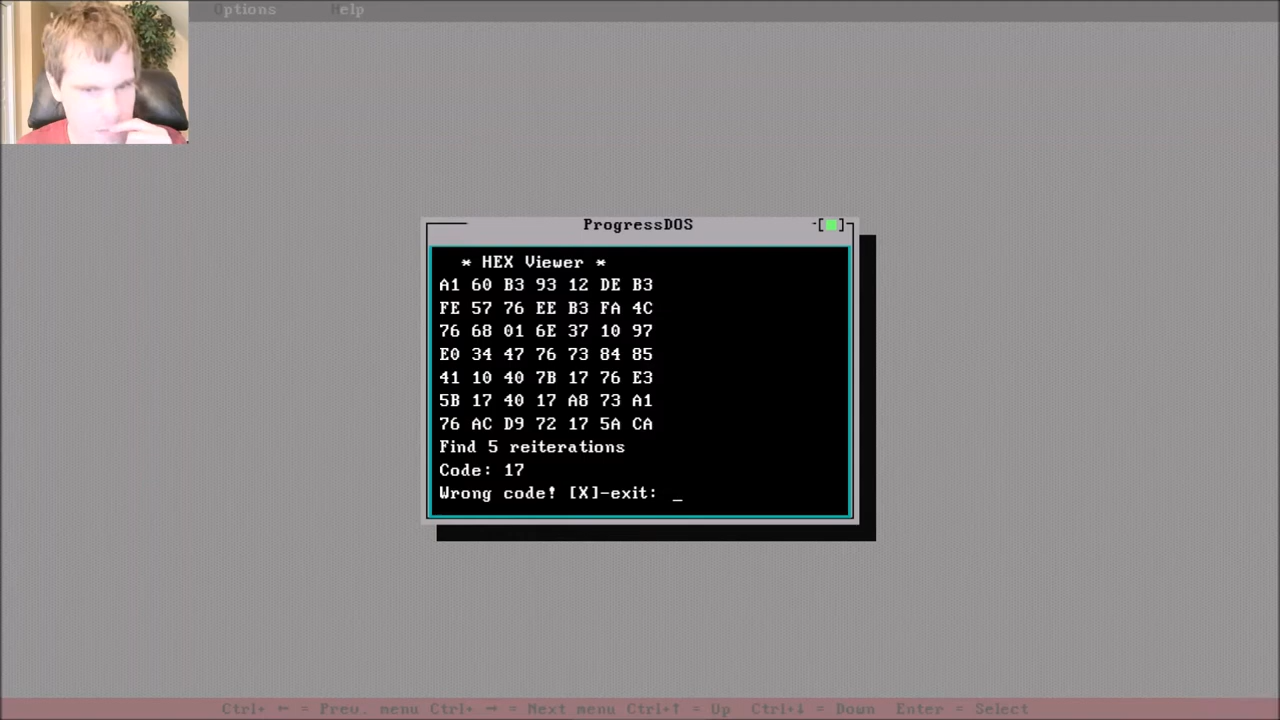 Options Help
ProgressDOS
* HEX Viewer *
A1 60 B3 93 12 DE B3
FE 57 76 EE B3 FA 4C
76 68 01 6E 37 10 97
E0 34 47 76 73 84 85
41 10 40 7B 17 76 E3
5B 17 40 17 A8 73 A1
76 AC D9 72 17 5A CA
Find 5 reiterations
Code: 17
Wrong code! [X]-exit: _
Ctrl+ ← = Prev. menu Ctrl+ → = Next menu Ctrl+↑ = Up Ctrl+↓ = Down Enter = Select